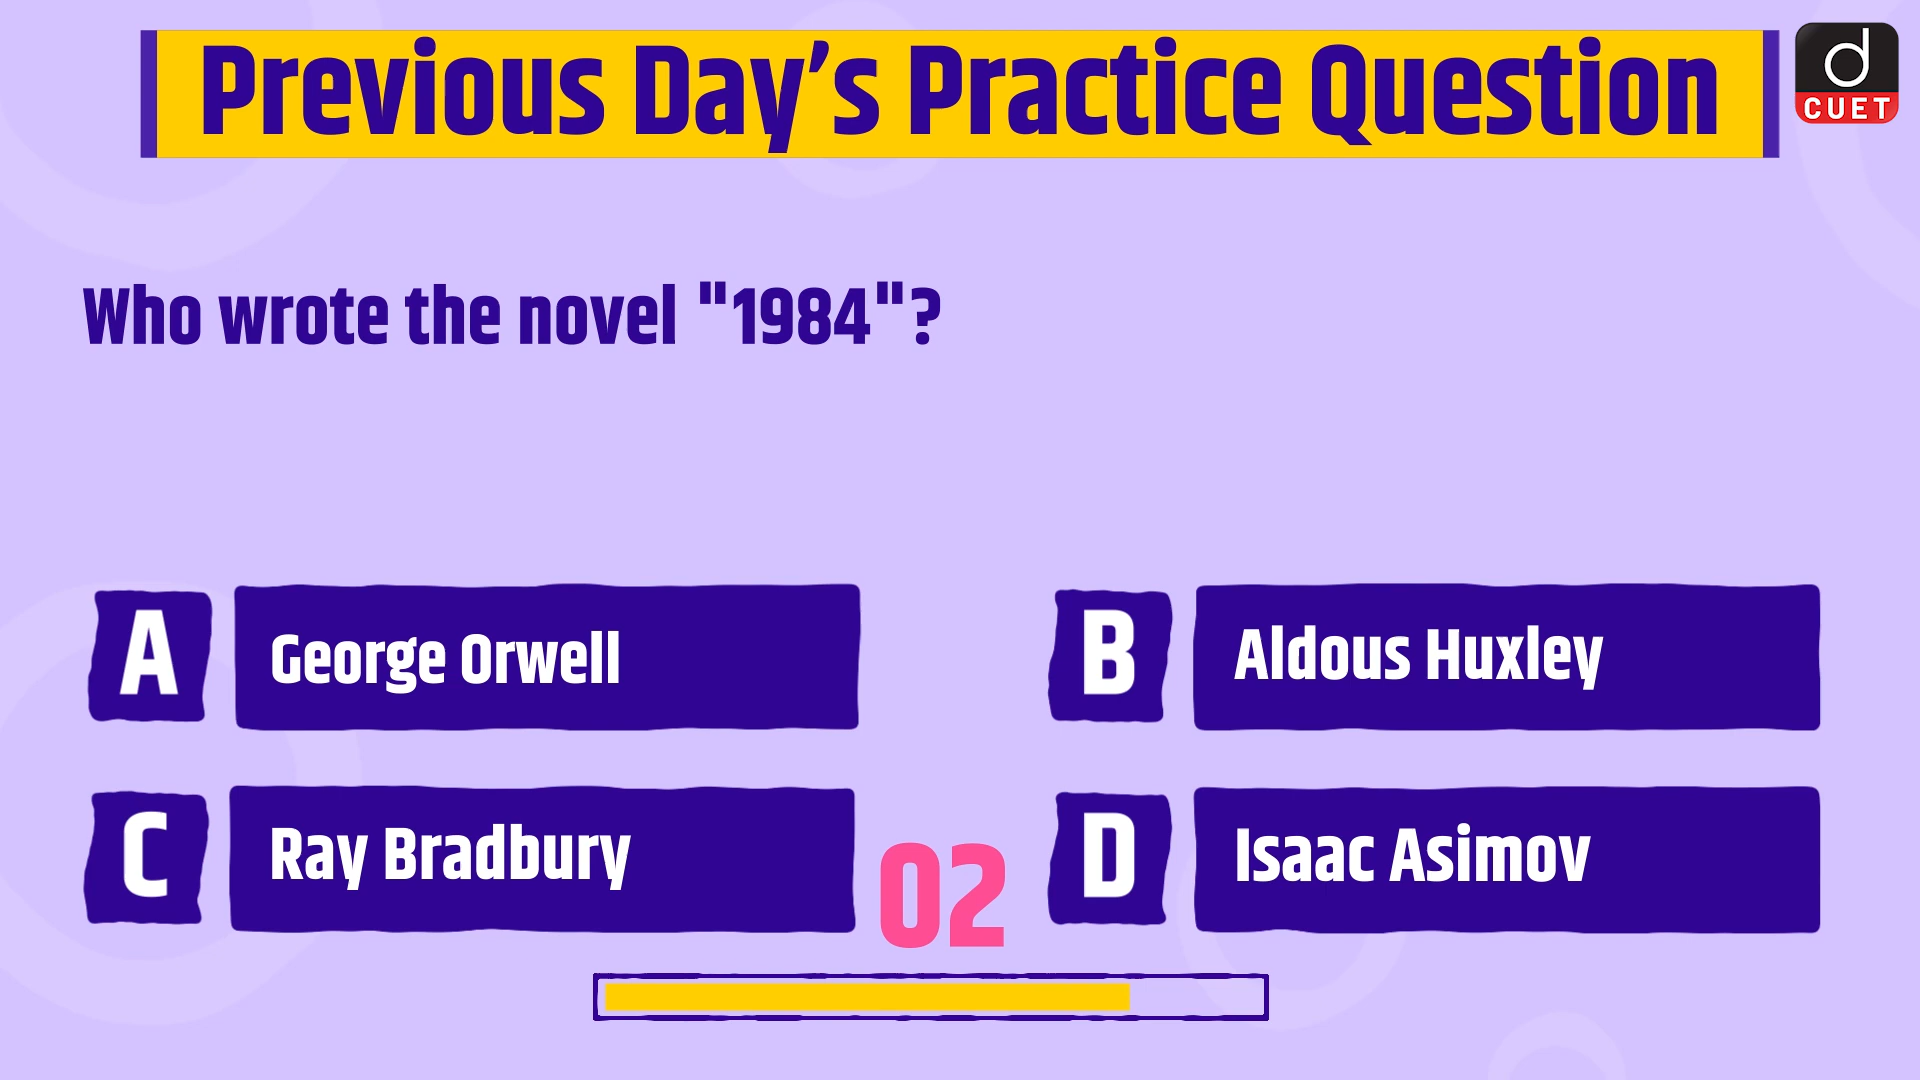 Previous Day’s Practice Question
d
CUET
Who wrote the novel "1984"?
A George Orwell
B Aldous Huxley
C Ray Bradbury
D Isaac Asimov
02